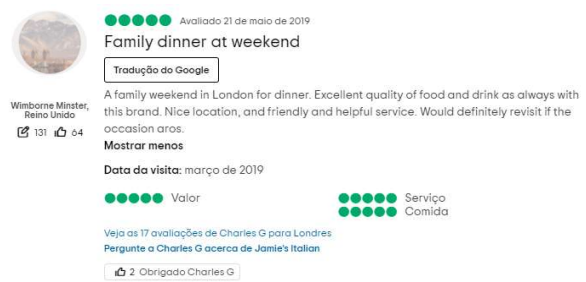 Avaliado 21 de maio de 2019
Family dinner at weekend
Tradução do Google
A family weekend in London for dinner. Excellent quality of food and drink as always with
this brand. Nice location, and friendly and helpful service. Would definitely revisit if the
occasion aros.
Mostrar menos
Wimborne Minster,
Reino Unido
131 64
Data da visita: março de 2019
Valor Serviço
Comida
Veja as 17 avaliações de Charles G para Londres
Pergunte a Charles G acerca de Jamie's Italian
2 Obrigado Charles G